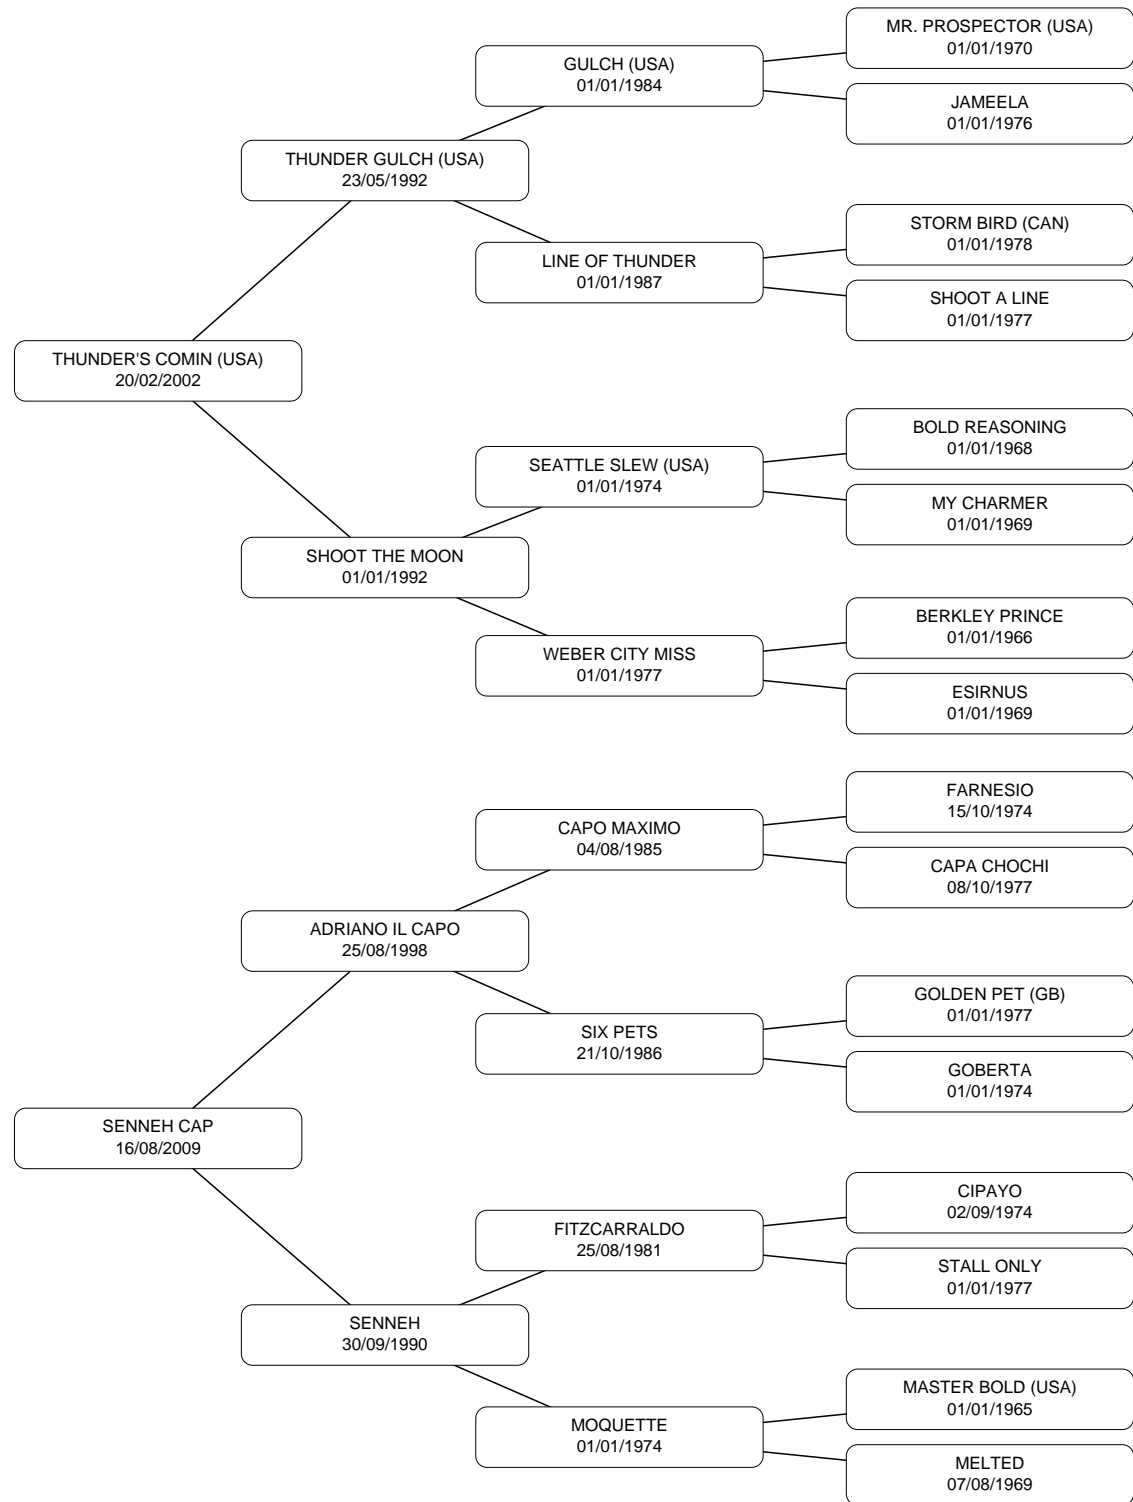 MR. PROSPECTOR (USA)
01/01/1970
GULCH (USA)
01/01/1984
JAMEELA
01/01/1976
THUNDER GULCH (USA)
23/05/1992
STORM BIRD (CAN)
01/01/1978
LINE OF THUNDER
01/01/1987
SHOOT A LINE
01/01/1977
THUNDER'S COMIN (USA)
20/02/2002
BOLD REASONING
01/01/1968
SEATTLE SLEW (USA)
01/01/1974
MY CHARMER
01/01/1969
SHOOT THE MOON
01/01/1992
BERKLEY PRINCE
01/01/1966
WEBER CITY MISS
01/01/1977
ESIRNUS
01/01/1969
FARNESIO
15/10/1974
CAPO MAXIMO
04/08/1985
CAPA CHOCHI
08/10/1977
ADRIANO IL CAPO
25/08/1998
GOLDEN PET (GB)
01/01/1977
SIX PETS
21/10/1986
GOBERTA
01/01/1974
SENNEH CAP
16/08/2009
CIPAYO
02/09/1974
FITZCARRALDO
25/08/1981
STALL ONLY
01/01/1977
SENNEH
30/09/1990
MASTER BOLD (USA)
01/01/1965
MOQUETTE
01/01/1974
MELTED
07/08/1969